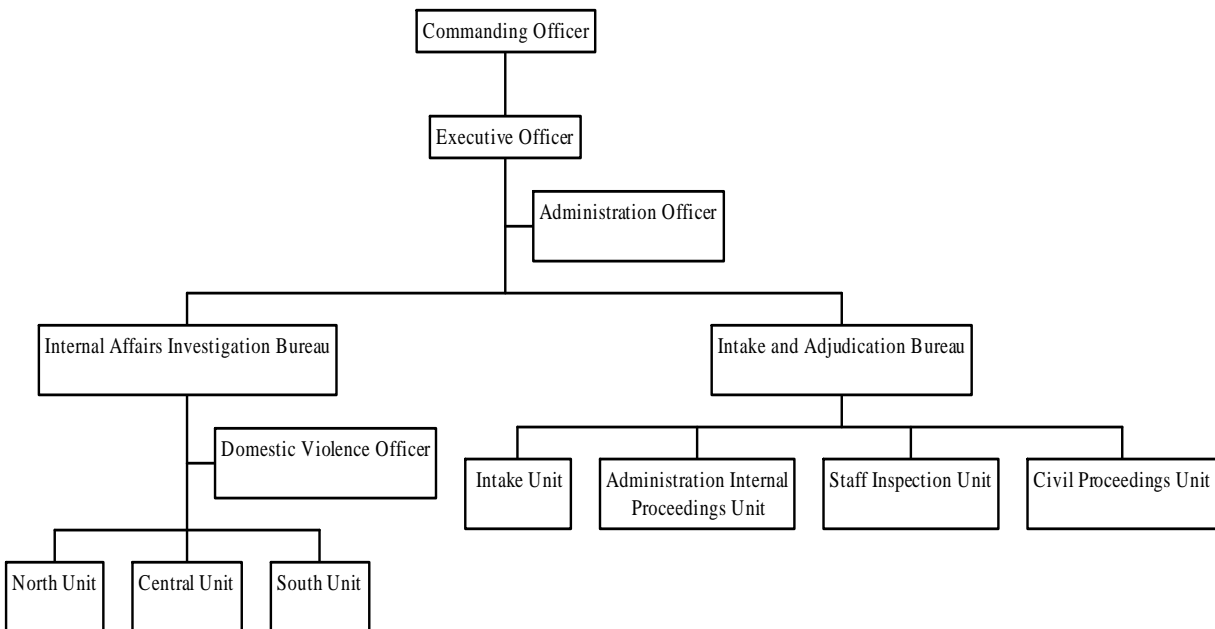 Commanding Officer
Executive Officer
Administration Officer
Internal Affairs Investigation Bureau
Intake and Adjudication Bureau
Domestic Violence Officer
Intake Unit
Administration Internal
Proceedings Unit
Staff Inspection Unit
Civil Proceedings Unit
North Unit
Central Unit
South Unit